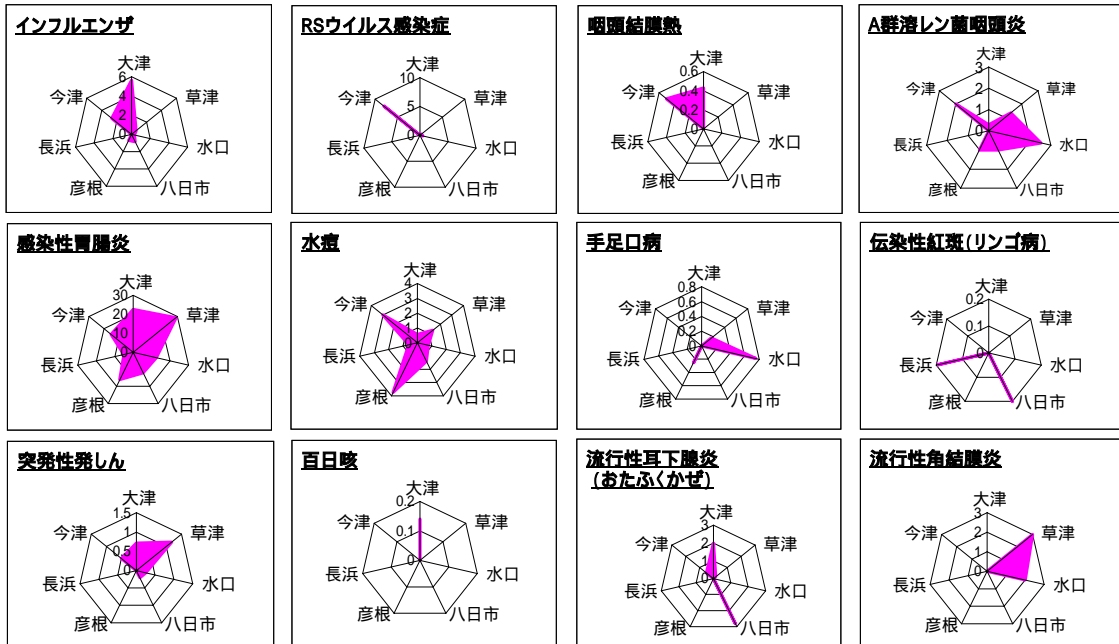 インフルエンザ
大津
6
4
2
0
草津
水口
八日市
彦根
長浜
今津
RSウイルス感染症
大津
10
5
0
草津
水口
八日市
彦根
長浜
今津
咽頭結膜熱
大津
0.6
0.4
0.2
0
草津
水口
八日市
彦根
長浜
今津
A群溶レン菌咽頭炎
大津
3
2
1
0
草津
水口
八日市
彦根
長浜
今津
感染性胃腸炎
大津
30
20
10
0
草津
水口
八日市
彦根
長浜
今津
水痘
大津
4
3
2
1
0
草津
水口
八日市
彦根
長浜
今津
手足口病
大津
0.8
0.6
0.4
0.2
0
草津
水口
八日市
彦根
長浜
今津
伝染性紅斑(リンゴ病)
大津
0.2
0.1
0
草津
水口
八日市
彦根
長浜
今津
突発性発しん
大津
1.5
1
0.5
0
草津
水口
八日市
彦根
長浜
今津
百日咳
大津
0.2
0.1
0
草津
水口
八日市
彦根
長浜
今津
流行性耳下腺炎
(おたふくかぜ)
大津
3
2
1
0
草津
水口
八日市
彦根
長浜
今津
流行性角結膜炎
大津
3
2
1
0
草津
水口
八日市
彦根
長浜
今津